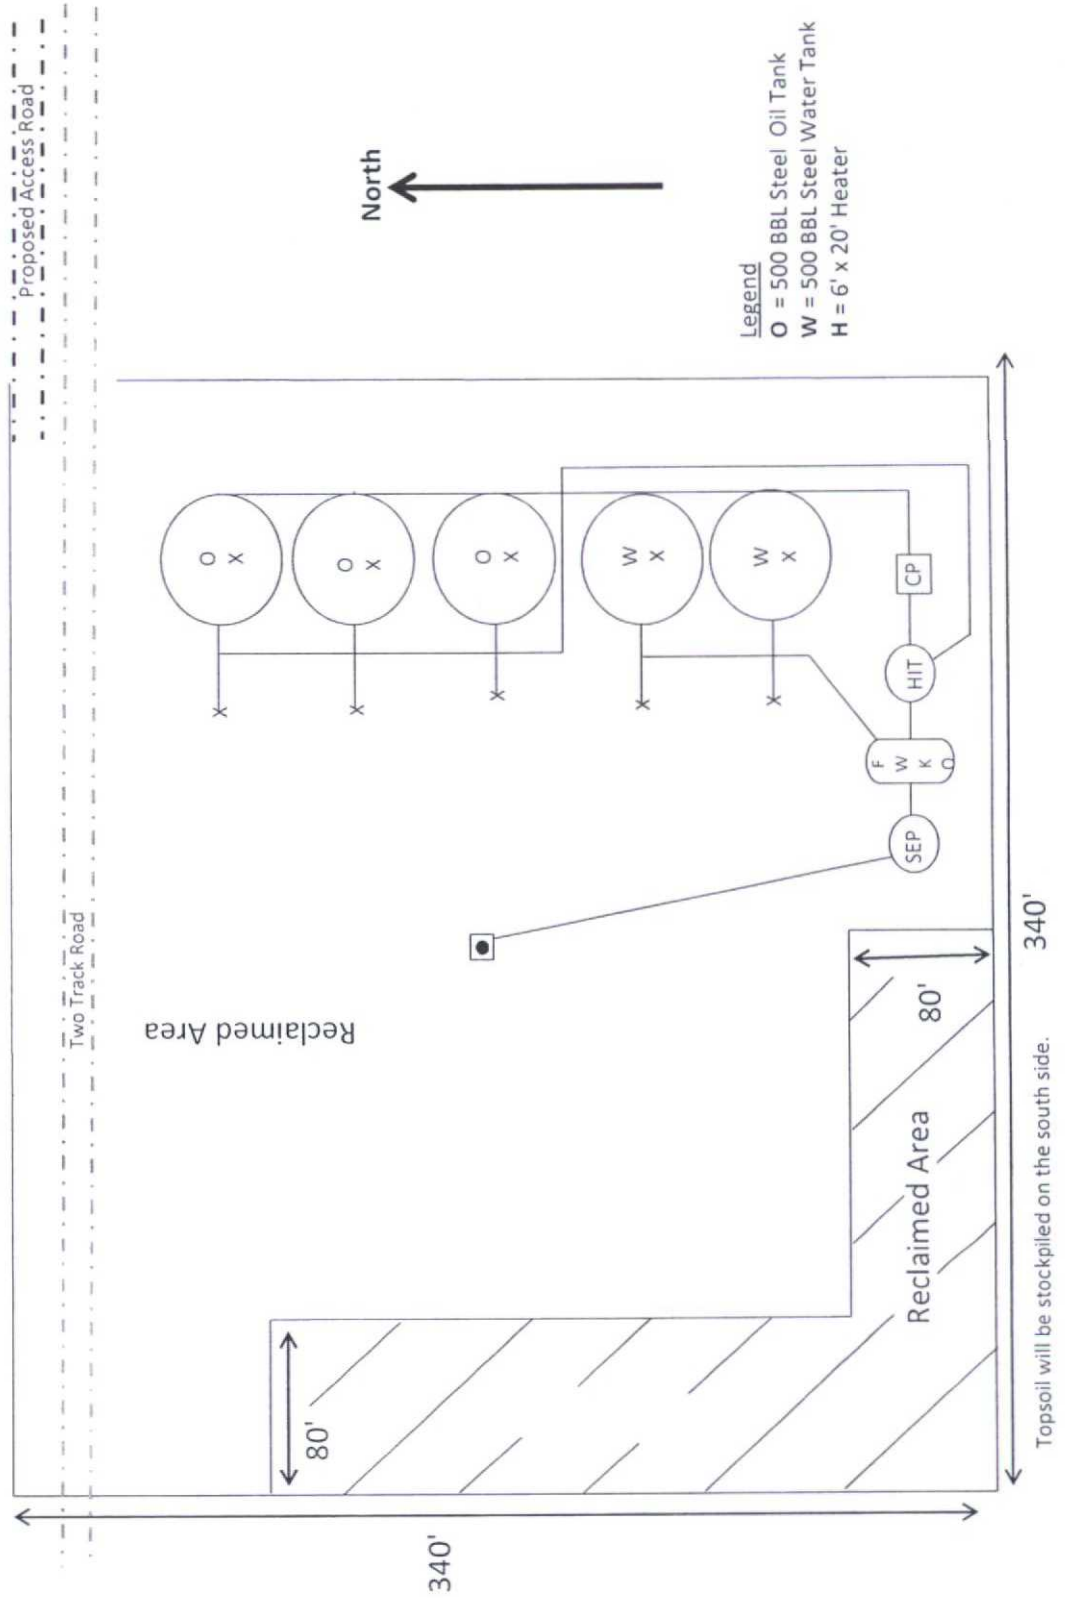 Proposed Access Road
Two Track Road
North
Reclaimed Area
O
X
O
X
O
X
W
X
W
X
X
X
X
X
X
CP
HIT
F
W
K
O
SEP
Legend
O = 500 BBL Steel Oil Tank
W = 500 BBL Steel Water Tank
H = 6' x 20' Heater
80'
340'
80'
Reclaimed Area
340'
Topsoil will be stockpiled on the south side.